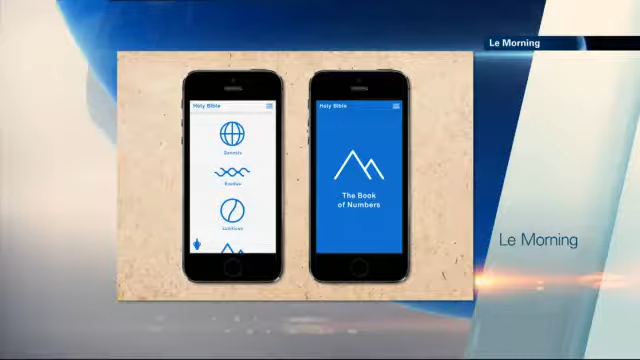 Le Morning
Holy Bible
Genesis
Exodus
Leviticus
Holy Bible
The Book
of Numbers
Le Morning